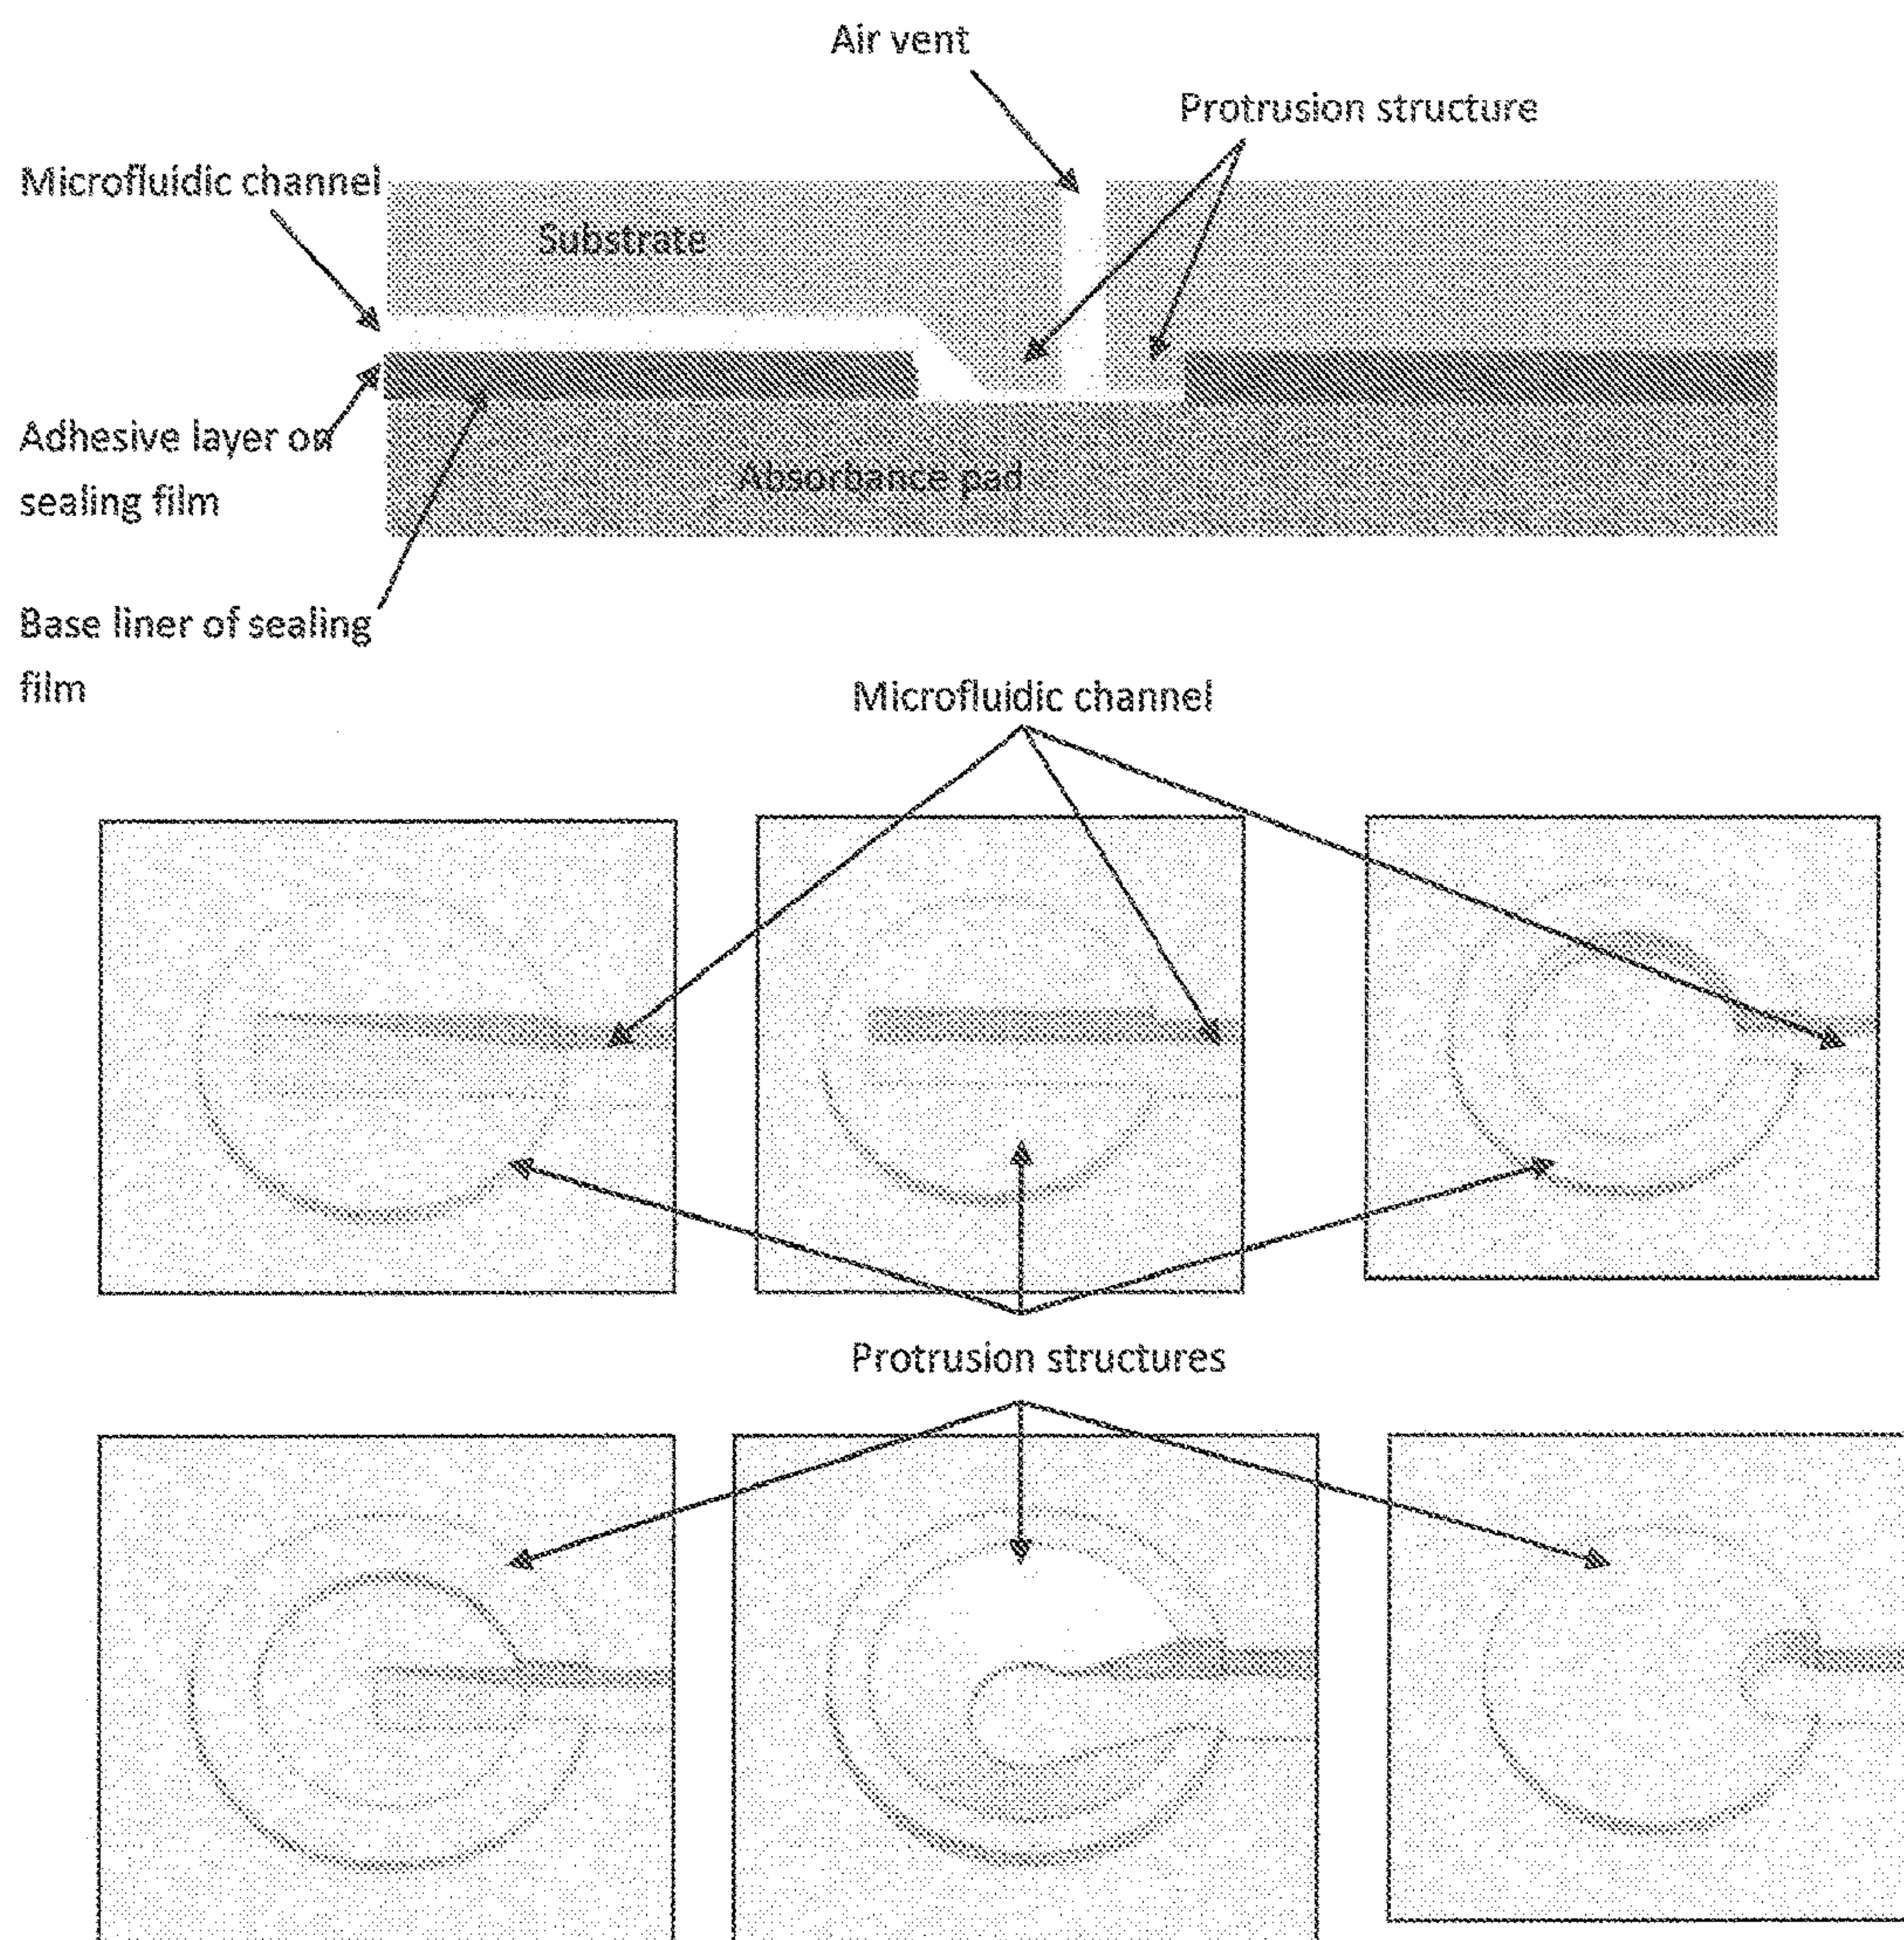 Air vent
Protrusion structure
Microfluidic channel
Substrate
Adhesive layer on
sealing film
Absorbance pad
Base liner of sealing
film
Microfluidic channel
Protrusion structures